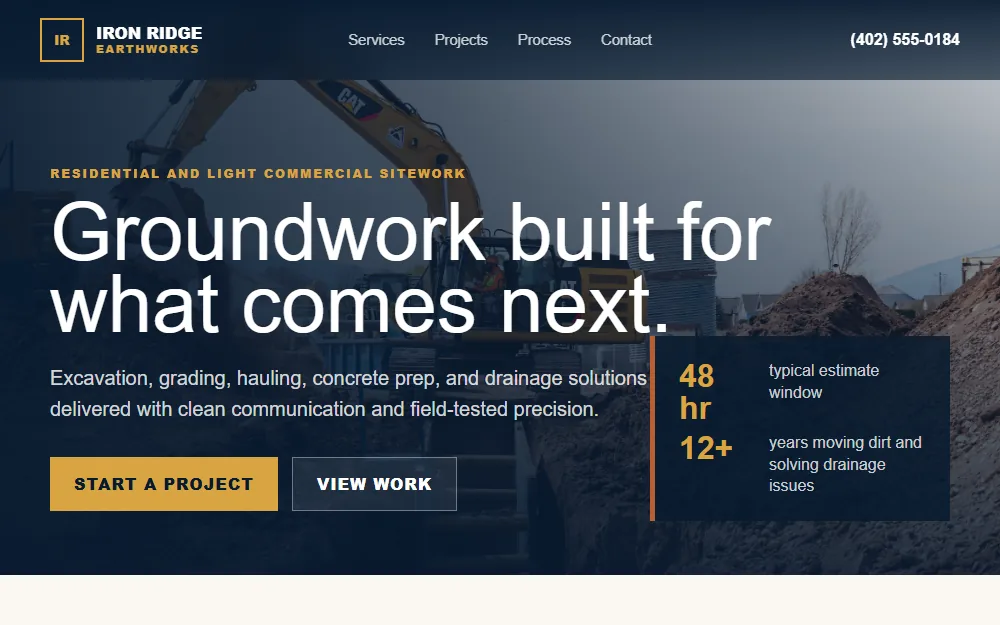 IR
IRON RIDGE
EARTHWORKS
Services
Projects
Process
Contact
(402) 555-0184
CAT
RESIDENTIAL AND LIGHT COMMERCIAL SITEWORK
Groundwork built for
what comes next.
CAT
Excavation, grading, hauling, concrete prep, and drainage solutions
delivered with clean communication and field-tested precision.
START A PROJECT
VIEW WORK
48
hr
typical estimate
window
12+
years moving dirt and
solving drainage
issues